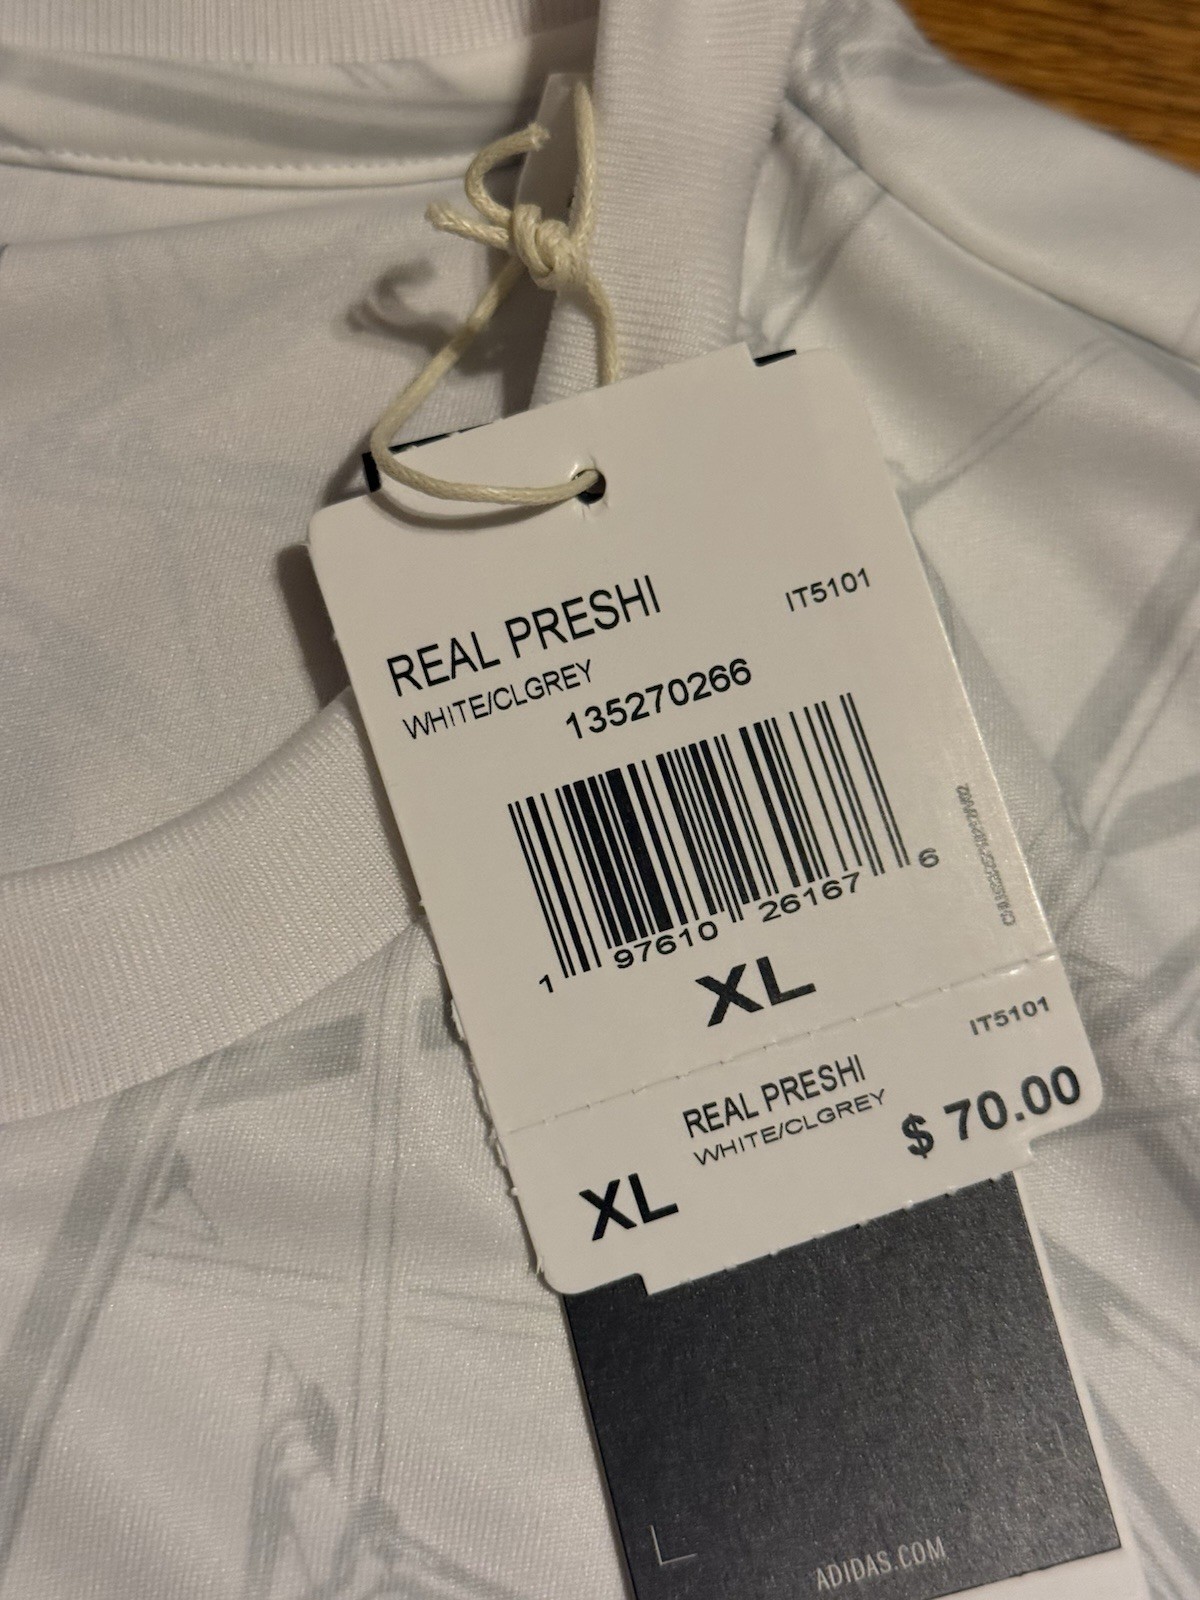 REAL PRESHI
IT5101
WHITE/CLGREY
135270266
1 97610 26167 6
XL
IT5101
REAL PRESHI
WHITE/CLGREY
$ 70.00
XL
ADIDAS.COM